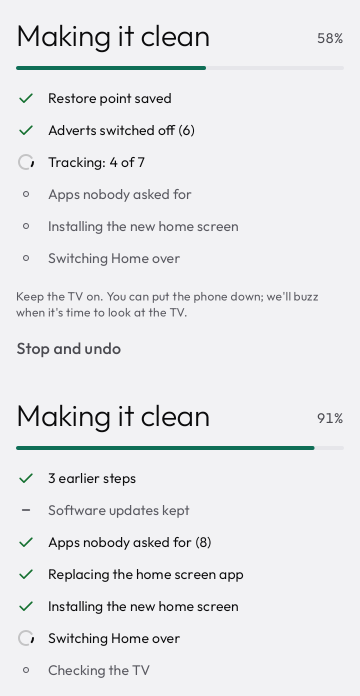 Making it clean
58%
Restore point saved
Adverts switched off (6)
Tracking: 4 of 7
Apps nobody asked for
Installing the new home screen
Switching Home over
Keep the TV on. You can put the phone down; we'll buzz
when it's time to look at the TV.
Stop and undo
Making it clean
91%
3 earlier steps
Software updates kept
Apps nobody asked for (8)
Replacing the home screen app
Installing the new home screen
Switching Home over
Checking the TV